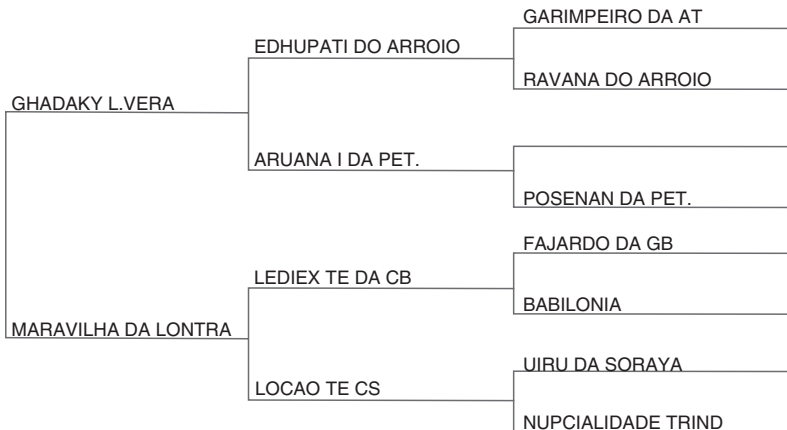 GARIMPEIRO DA AT
EDHUPATI DO ARROIO
RAVANA DO ARROIO
GHADAKY L.VERA
ARUANA I DA PET.
POSENAN DA PET.
FAJARDO DA GB
LEDIEX TE DA CB
BABILONIA
MARAVILHA DA LONTRA
UIRU DA SORAYA
LOCAO TE CS
NUPCIALIDADE TRIND